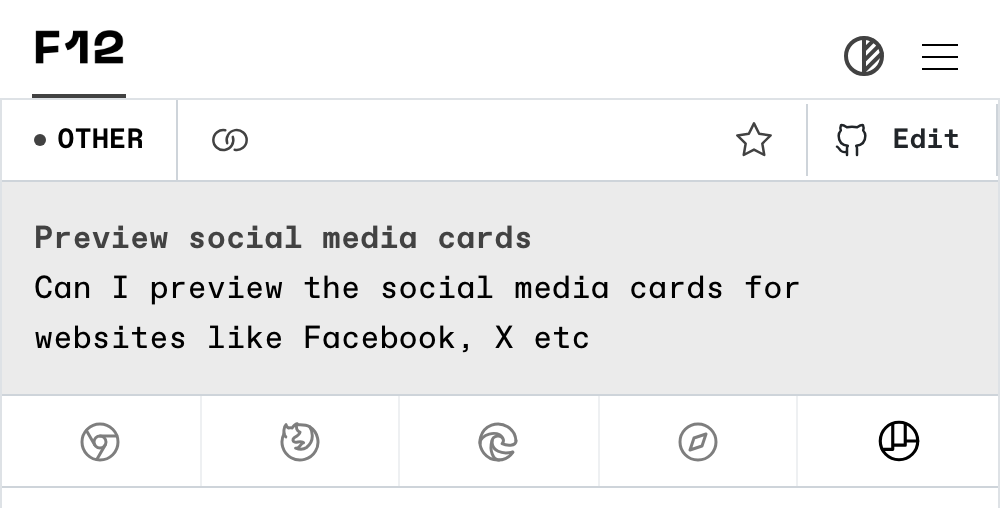 F12
OTHER
Edit
Preview social media cards
Can I preview the social media cards for
websites like Facebook, X etc